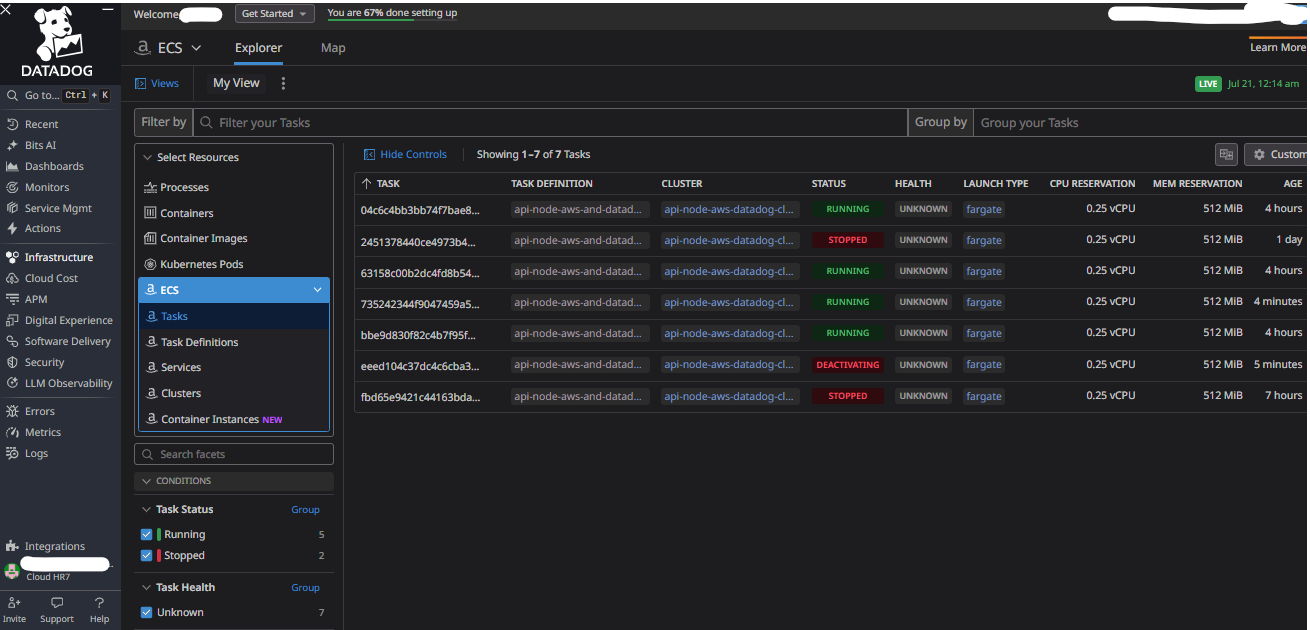 Welcome
Get Started
You are 67% done setting up
DATADOG
ECS
Explorer
Map
Learn More
Views
My View
LIVE
Jul 21, 12:14 am
Go to... Ctrl + K
Recent
Bits AI
Dashboards
Monitors
Service Mgmt
Actions
Infrastructure
Cloud Cost
APM
Digital Experience
Software Delivery
Security
LLM Observability
Errors
Metrics
Logs
Integrations
Cloud HR7
Invite
Support
Help
Filter by
Filter your Tasks
Group by
Group your Tasks
Select Resources
Processes
Containers
Container Images
Kubernetes Pods
ECS
Tasks
Task Definitions
Services
Clusters
Container Instances NEW
Search facets
CONDITIONS
Task Status Group
Running 5
Stopped 2
Task Health Group
Unknown 7
Hide Controls
Showing 1–7 of 7 Tasks
Custom
TASK TASK DEFINITION CLUSTER STATUS HEALTH LAUNCH TYPE CPU RESERVATION MEM RESERVATION AGE
04c6c4bb3bb74f7bae8... api-node-aws-and-datad... api-node-aws-datadog-cl... RUNNING UNKNOWN fargate 0.25 vCPU 512 MiB 4 hours
2451378440ce4973b4... api-node-aws-and-datad... api-node-aws-datadog-cl... STOPPED UNKNOWN fargate 0.25 vCPU 512 MiB 1 day
63158c00b2dc4fd8b54... api-node-aws-and-datad... api-node-aws-datadog-cl... RUNNING UNKNOWN fargate 0.25 vCPU 512 MiB 4 hours
735242344f9047459a5... api-node-aws-and-datad... api-node-aws-datadog-cl... RUNNING UNKNOWN fargate 0.25 vCPU 512 MiB 4 minutes
bbe9d830f82c4b7f95f... api-node-aws-and-datad... api-node-aws-datadog-cl... RUNNING UNKNOWN fargate 0.25 vCPU 512 MiB 4 hours
eeed104c37dc4c6cba3... api-node-aws-and-datad... api-node-aws-datadog-cl... DEACTIVATING UNKNOWN fargate 0.25 vCPU 512 MiB 5 minutes
fbd65e9421c44163bda... api-node-aws-and-datad... api-node-aws-datadog-cl... STOPPED UNKNOWN fargate 0.25 vCPU 512 MiB 7 hours